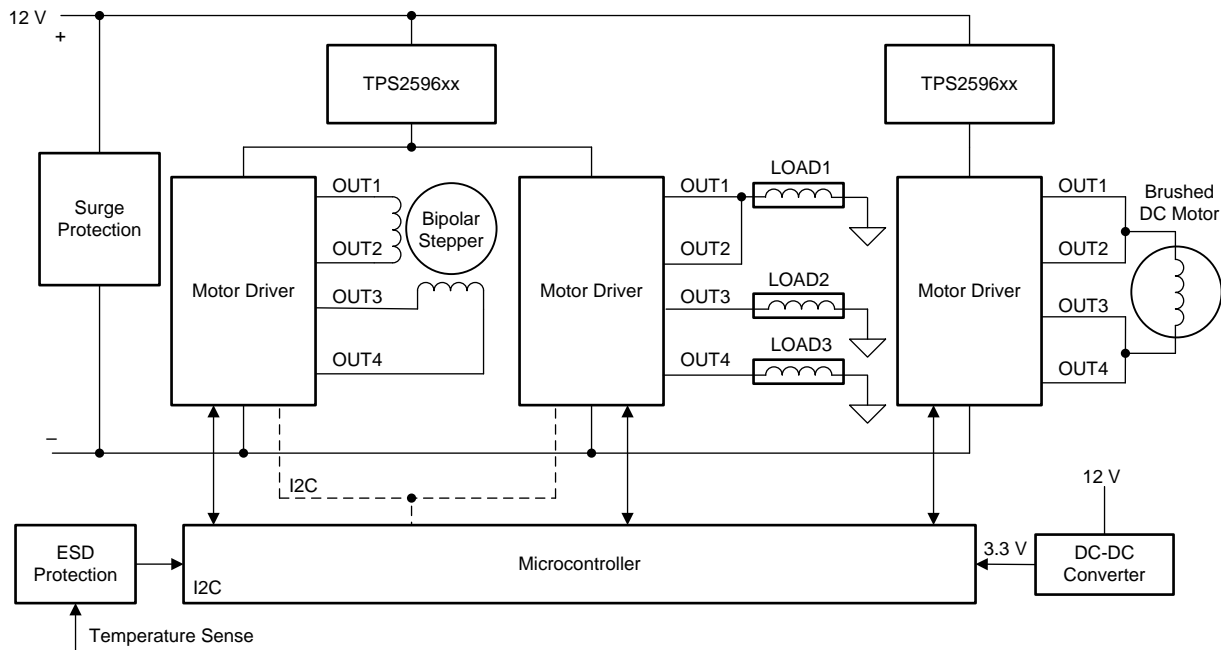 12 V
+
TPS2596xx
TPS2596xx
Surge
Protection
Motor Driver
OUT1
OUT2
OUT3
OUT4
Bipolar
Stepper
Motor Driver
OUT1
OUT2
OUT3
OUT4
LOAD1
LOAD2
LOAD3
Motor Driver
OUT1
OUT2
OUT3
OUT4
Brushed
DC Motor
–
I2C
12 V
ESD
Protection
Microcontroller
I2C
3.3 V
DC-DC
Converter
Temperature Sense